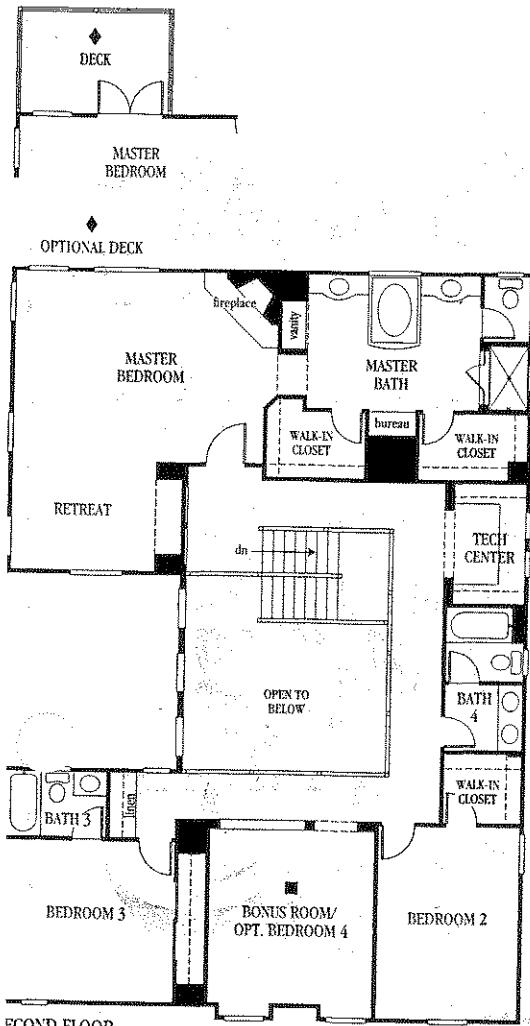 DECK
MASTER
BEDROOM
OPTIONAL DECK
fireplace
vanity
MASTER
BEDROOM
MASTER
BATH
WALK-IN
CLOSET
bureau
WALK-IN
CLOSET
RETREAT
TECH
CENTER
dn
OPEN TO
BELOW
BATH
4
WALK-IN
CLOSET
linen
BATH 3
BEDROOM 3
BONUS ROOM/
OPT. BEDROOM 4
BEDROOM 2
ECOND FLOOR